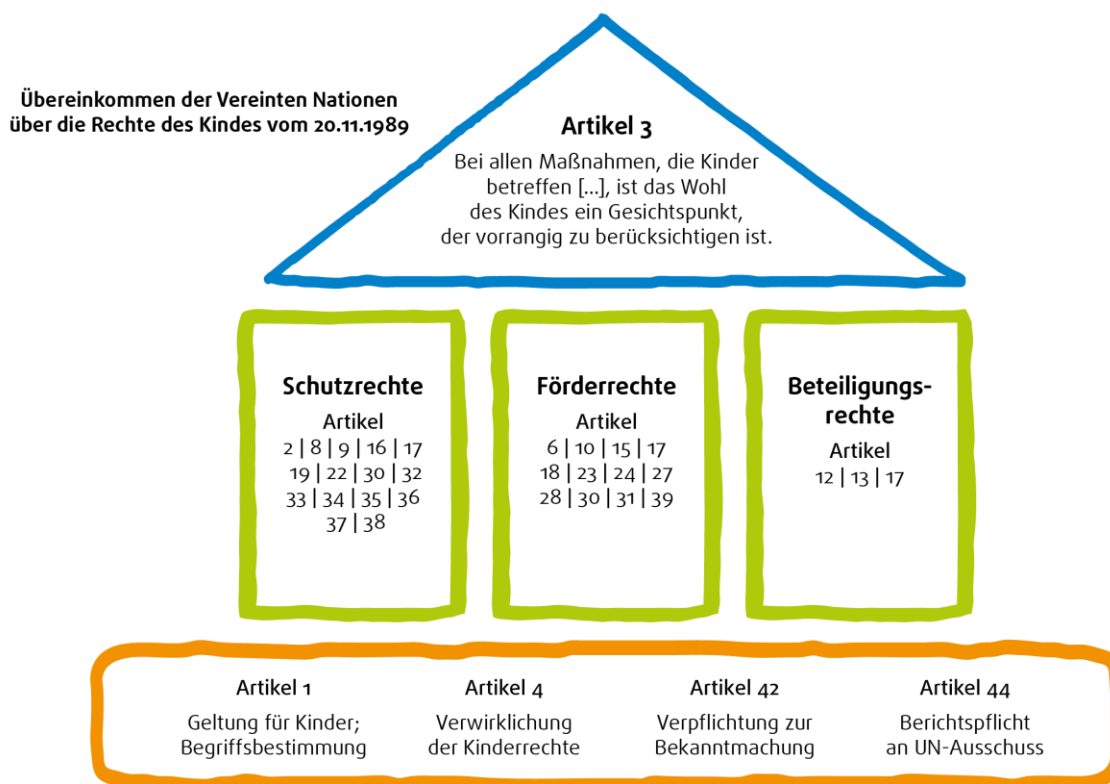 Übereinkommen der Vereinten Nationen
über die Rechte des Kindes vom 20.11.1989
Artikel 3
Bei allen Maßnahmen, die Kinder
betreffen [...], ist das Wohl
des Kindes ein Gesichtspunkt,
der vorrangig zu berücksichtigen ist.
Schutzrechte
Artikel
2 | 8 | 9 | 16 | 17
19 | 22 | 30 | 32
33 | 34 | 35 | 36
37 | 38
Förderrechte
Artikel
6 | 10 | 15 | 17
18 | 23 | 24 | 27
28 | 30 | 31 | 39
Beteiligungs-
rechte
Artikel
12 | 13 | 17
Artikel 1
Geltung für Kinder;
Begriffsbestimmung
Artikel 4
Verwirklichung
der Kinderrechte
Artikel 42
Verpflichtung zur
Bekanntmachung
Artikel 44
Berichtspflicht
an UN-Ausschuss